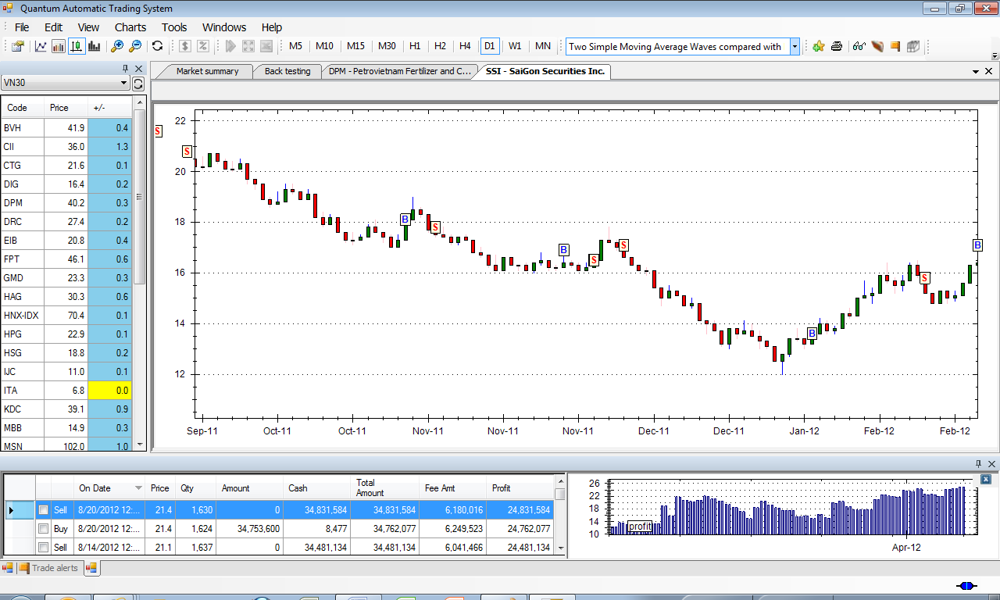 Quantum Automatic Trading System
File Edit View Charts Tools Windows Help
M5 M10 M15 M30 H1 H2 H4 D1 W1 MN Two Simple Moving Average Waves compared with
VN30
Market summary Back testing DPM - Petrovietnam Fertilizer and C... SSI - SaiGon Securities Inc.
Code Price +/-
BVH 41.9 0.4
CII 36.0 1.3
CTG 21.6 0.1
DIG 16.4 0.2
DPM 40.2 0.3
DRC 27.4 0.2
EIB 20.8 0.4
FPT 46.1 0.6
GMD 23.3 0.3
HAG 30.3 0.6
HNX-IDX 70.4 0.1
HPG 22.9 0.1
HSG 18.8 0.2
IJC 11.0 0.1
ITA 6.8 0.0
KDC 39.1 0.9
MBB 14.9 0.3
MSN 102.0 1.0
22
20
18
16
14
12
S S B S B S S B S B
Sep-11 Oct-11 Oct-11 Nov-11 Nov-11 Nov-11 Dec-11 Dec-11 Jan-12 Feb-12 Feb-12
On Date Price Qty Amount Cash Total Amount Fee Amt Profit
Sell 8/20/2012 12:... 21.4 1,630 0 34,831,584 34,831,584 6,180,016 24,831,584
Buy 8/20/2012 12:... 21.4 1,624 34,753,600 8,477 34,762,077 6,249,523 24,762,077
Sell 8/14/2012 12:... 21.1 1,637 0 34,481,134 34,481,134 6,041,466 24,481,134
26
22
18
14
10
profit
Apr-12
Trade alerts